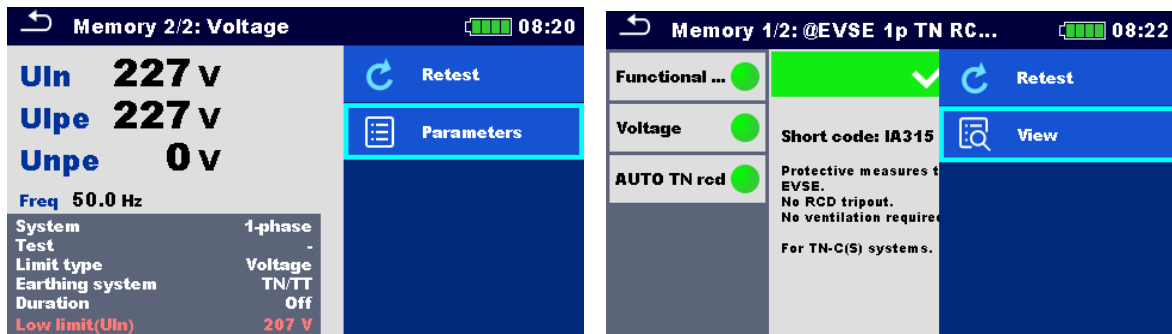 Memory 2/2: Voltage
08:20
Uln 227 V
Ulpe 227 V
Unpe 0 V
Freq 50.0 Hz
System 1-phase
Test -
Limit type Voltage
Earthing system TN/TT
Duration Off
Low limit(Uln) 207 V
Retest
Parameters
Memory 1/2: @EVSE 1p TN RC...
08:22
Functional ...
Voltage
AUTO TN rcd
Short code: IA315
Protective measures t
EVSE.
No RCD tripout.
No ventilation require
For TN-C(S) systems.
Retest
View